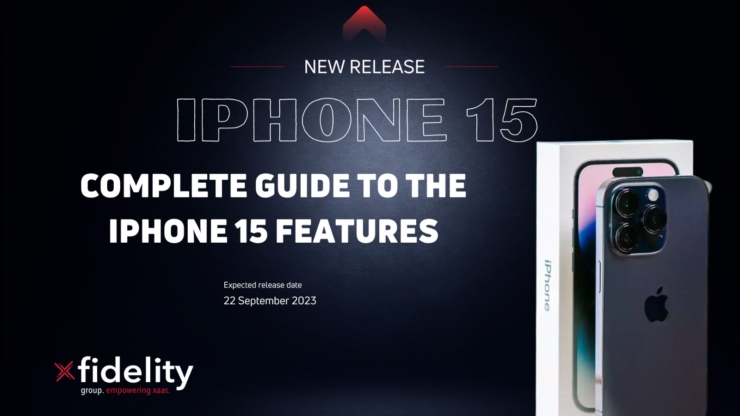 NEW RELEASE
IPHONE 15
COMPLETE GUIDE TO THE
IPHONE 15 FEATURES
Expected release date
22 September 2023
iPhone
xfidelity
group. empowering xaas.